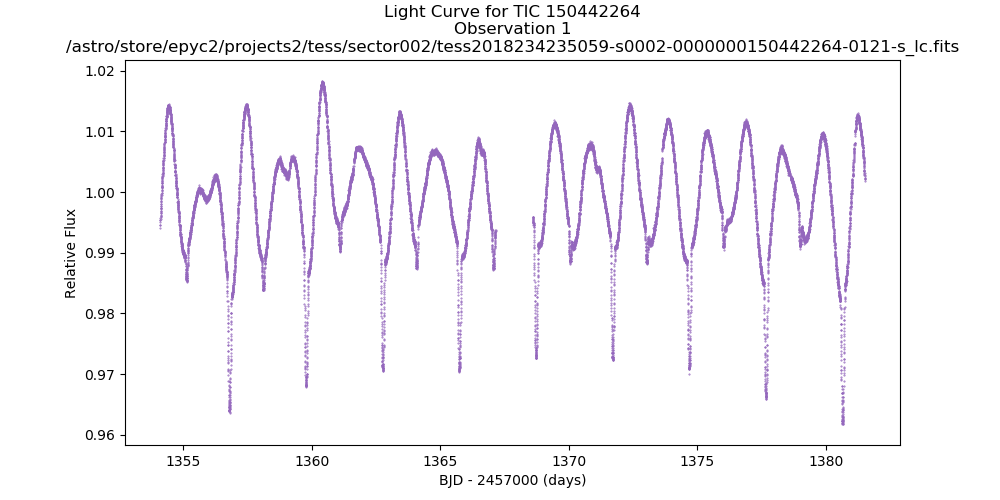 Light Curve for TIC 150442264
Observation 1
/astro/store/epyc2/projects2/tess/sector002/tess2018234235059-s0002-0000000150442264-0121-s_lc.fits
1.02
1.01
1.00
0.99
0.98
0.97
0.96
Relative Flux
1355
1360
1365
1370
1375
1380
BJD - 2457000 (days)